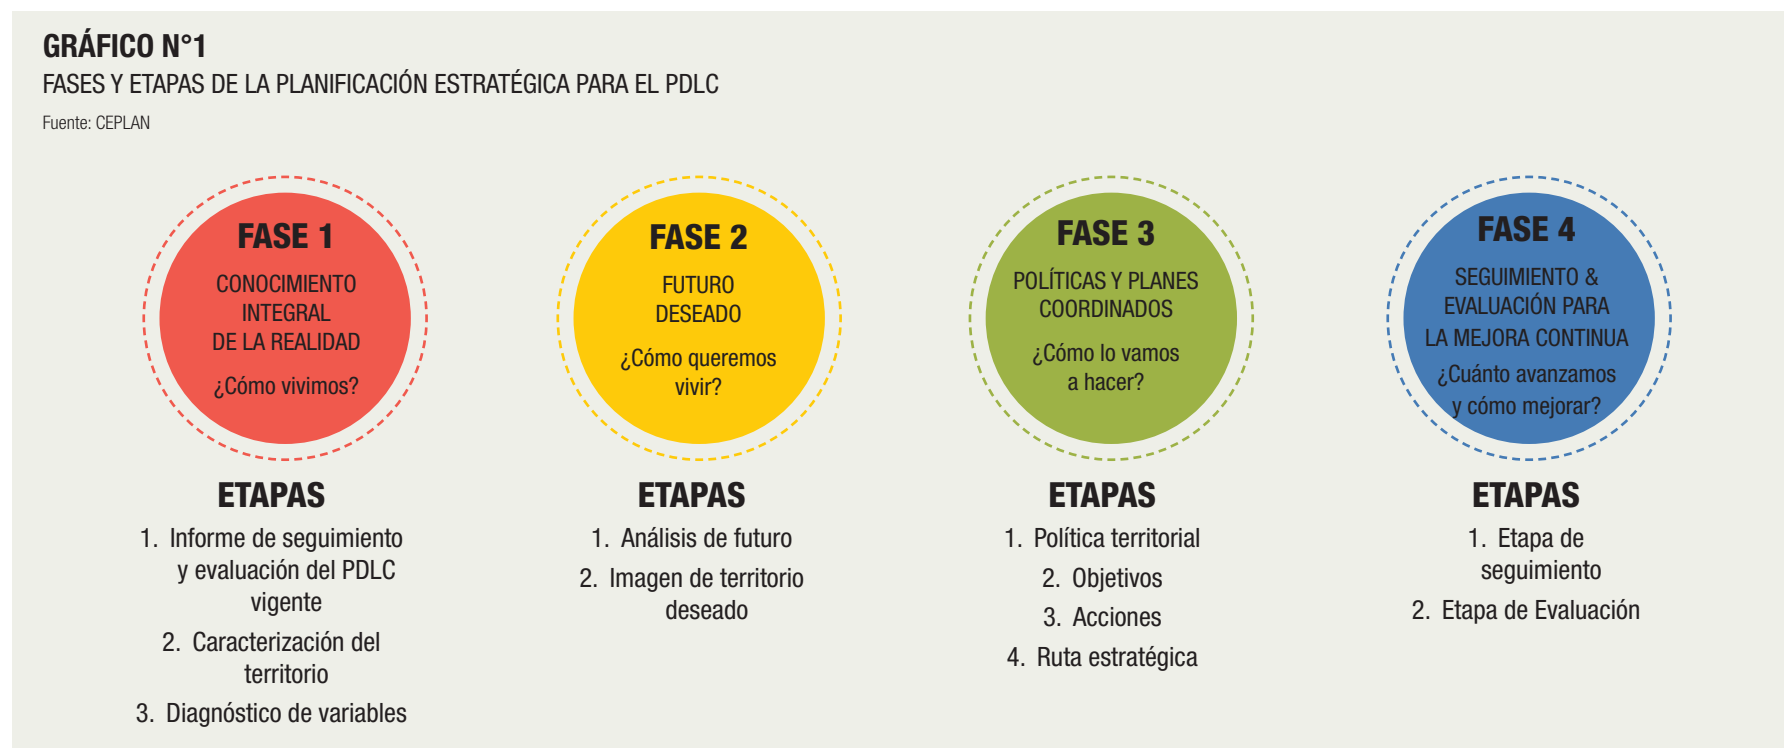 GRÁFICO N°1
FASES Y ETAPAS DE LA PLANIFICACIÓN ESTRATÉGICA PARA EL PDLC
Fuente: CEPLAN
FASE 1
CONOCIMIENTO
INTEGRAL
DE LA REALIDAD
¿Cómo vivimos?
ETAPAS
1. Informe de seguimiento
y evaluación del PDLC
vigente
2. Caracterización del
territorio
3. Diagnóstico de variables
FASE 2
FUTURO
DESEADO
¿Cómo queremos
vivir?
ETAPAS
1. Análisis de futuro
2. Imagen de territorio
deseado
FASE 3
POLÍTICAS Y PLANES
COORDINADOS
¿Cómo lo vamos
a hacer?
ETAPAS
1. Política territorial
2. Objetivos
3. Acciones
4. Ruta estratégica
FASE 4
SEGUIMIENTO &
EVALUACIÓN PARA
LA MEJORA CONTINUA
¿Cuánto avanzamos
y cómo mejorar?
ETAPAS
1. Etapa de
seguimiento
2. Etapa de Evaluación